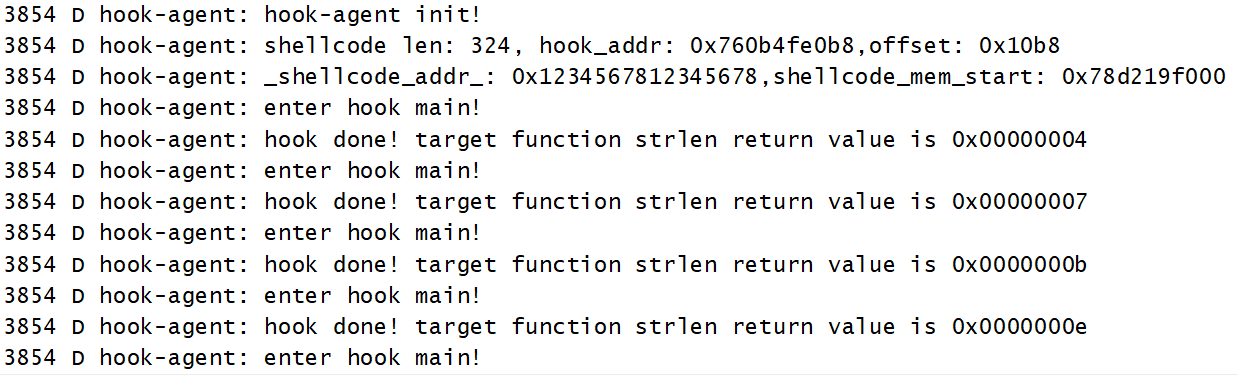 3854 D hook-agent: hook-agent init!
3854 D hook-agent: shellcode len: 324, hook_addr: 0x760b4fe0b8,offset: 0x10b8
3854 D hook-agent: _shellcode_addr_: 0x1234567812345678,shellcode_mem_start: 0x78d219f000
3854 D hook-agent: enter hook main!
3854 D hook-agent: hook done! target function strlen return value is 0x00000004
3854 D hook-agent: enter hook main!
3854 D hook-agent: hook done! target function strlen return value is 0x00000007
3854 D hook-agent: enter hook main!
3854 D hook-agent: hook done! target function strlen return value is 0x0000000b
3854 D hook-agent: enter hook main!
3854 D hook-agent: hook done! target function strlen return value is 0x0000000e
3854 D hook-agent: enter hook main!